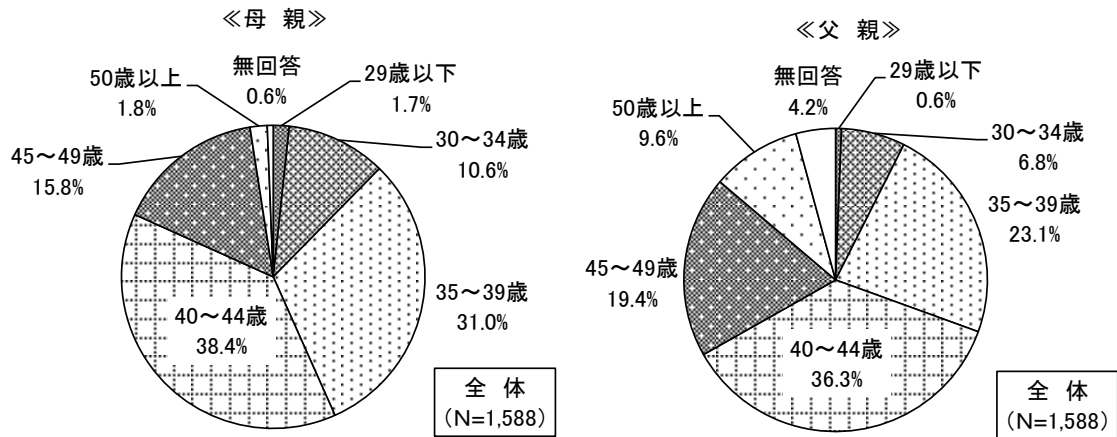 ≪母 親≫
無回答
0.6%
29歳以下
1.7%
30～34歳
10.6%
35～39歳
31.0%
40～44歳
38.4%
45～49歳
15.8%
50歳以上
1.8%
全 体
（N=1,588）
≪父 親≫
無回答
4.2%
29歳以下
0.6%
30～34歳
6.8%
35～39歳
23.1%
40～44歳
36.3%
45～49歳
19.4%
50歳以上
9.6%
全 体
（N=1,588）